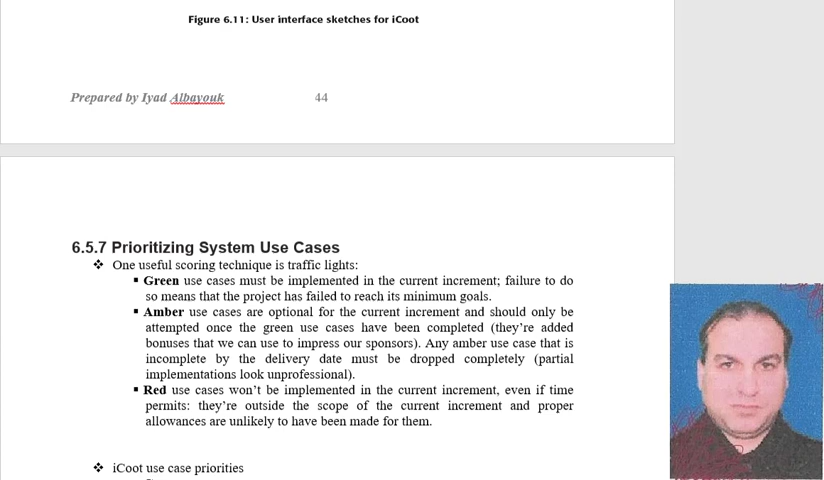 Figure 6.11: User interface sketches for iCoot
Prepared by Iyad Albayouk 44
6.5.7 Prioritizing System Use Cases
❖ One useful scoring technique is traffic lights:
▪ Green use cases must be implemented in the current increment; failure to do
so means that the project has failed to reach its minimum goals.
▪ Amber use cases are optional for the current increment and should only be
attempted once the green use cases have been completed (they're added
bonuses that we can use to impress our sponsors). Any amber use case that is
incomplete by the delivery date must be dropped completely (partial
implementations look unprofessional).
▪ Red use cases won't be implemented in the current increment, even if time
permits: they're outside the scope of the current increment and proper
allowances are unlikely to have been made for them.
❖ iCoot use case priorities